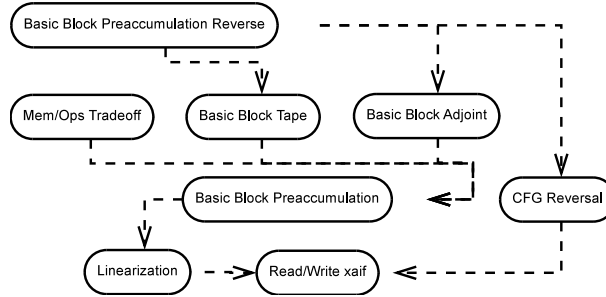 Basic Block Preaccumulation Reverse
Mem/Ops Tradeoff
Basic Block Tape
Basic Block Adjoint
Basic Block Preaccumulation
CFG Reversal
Linearization
Read/Write xaif